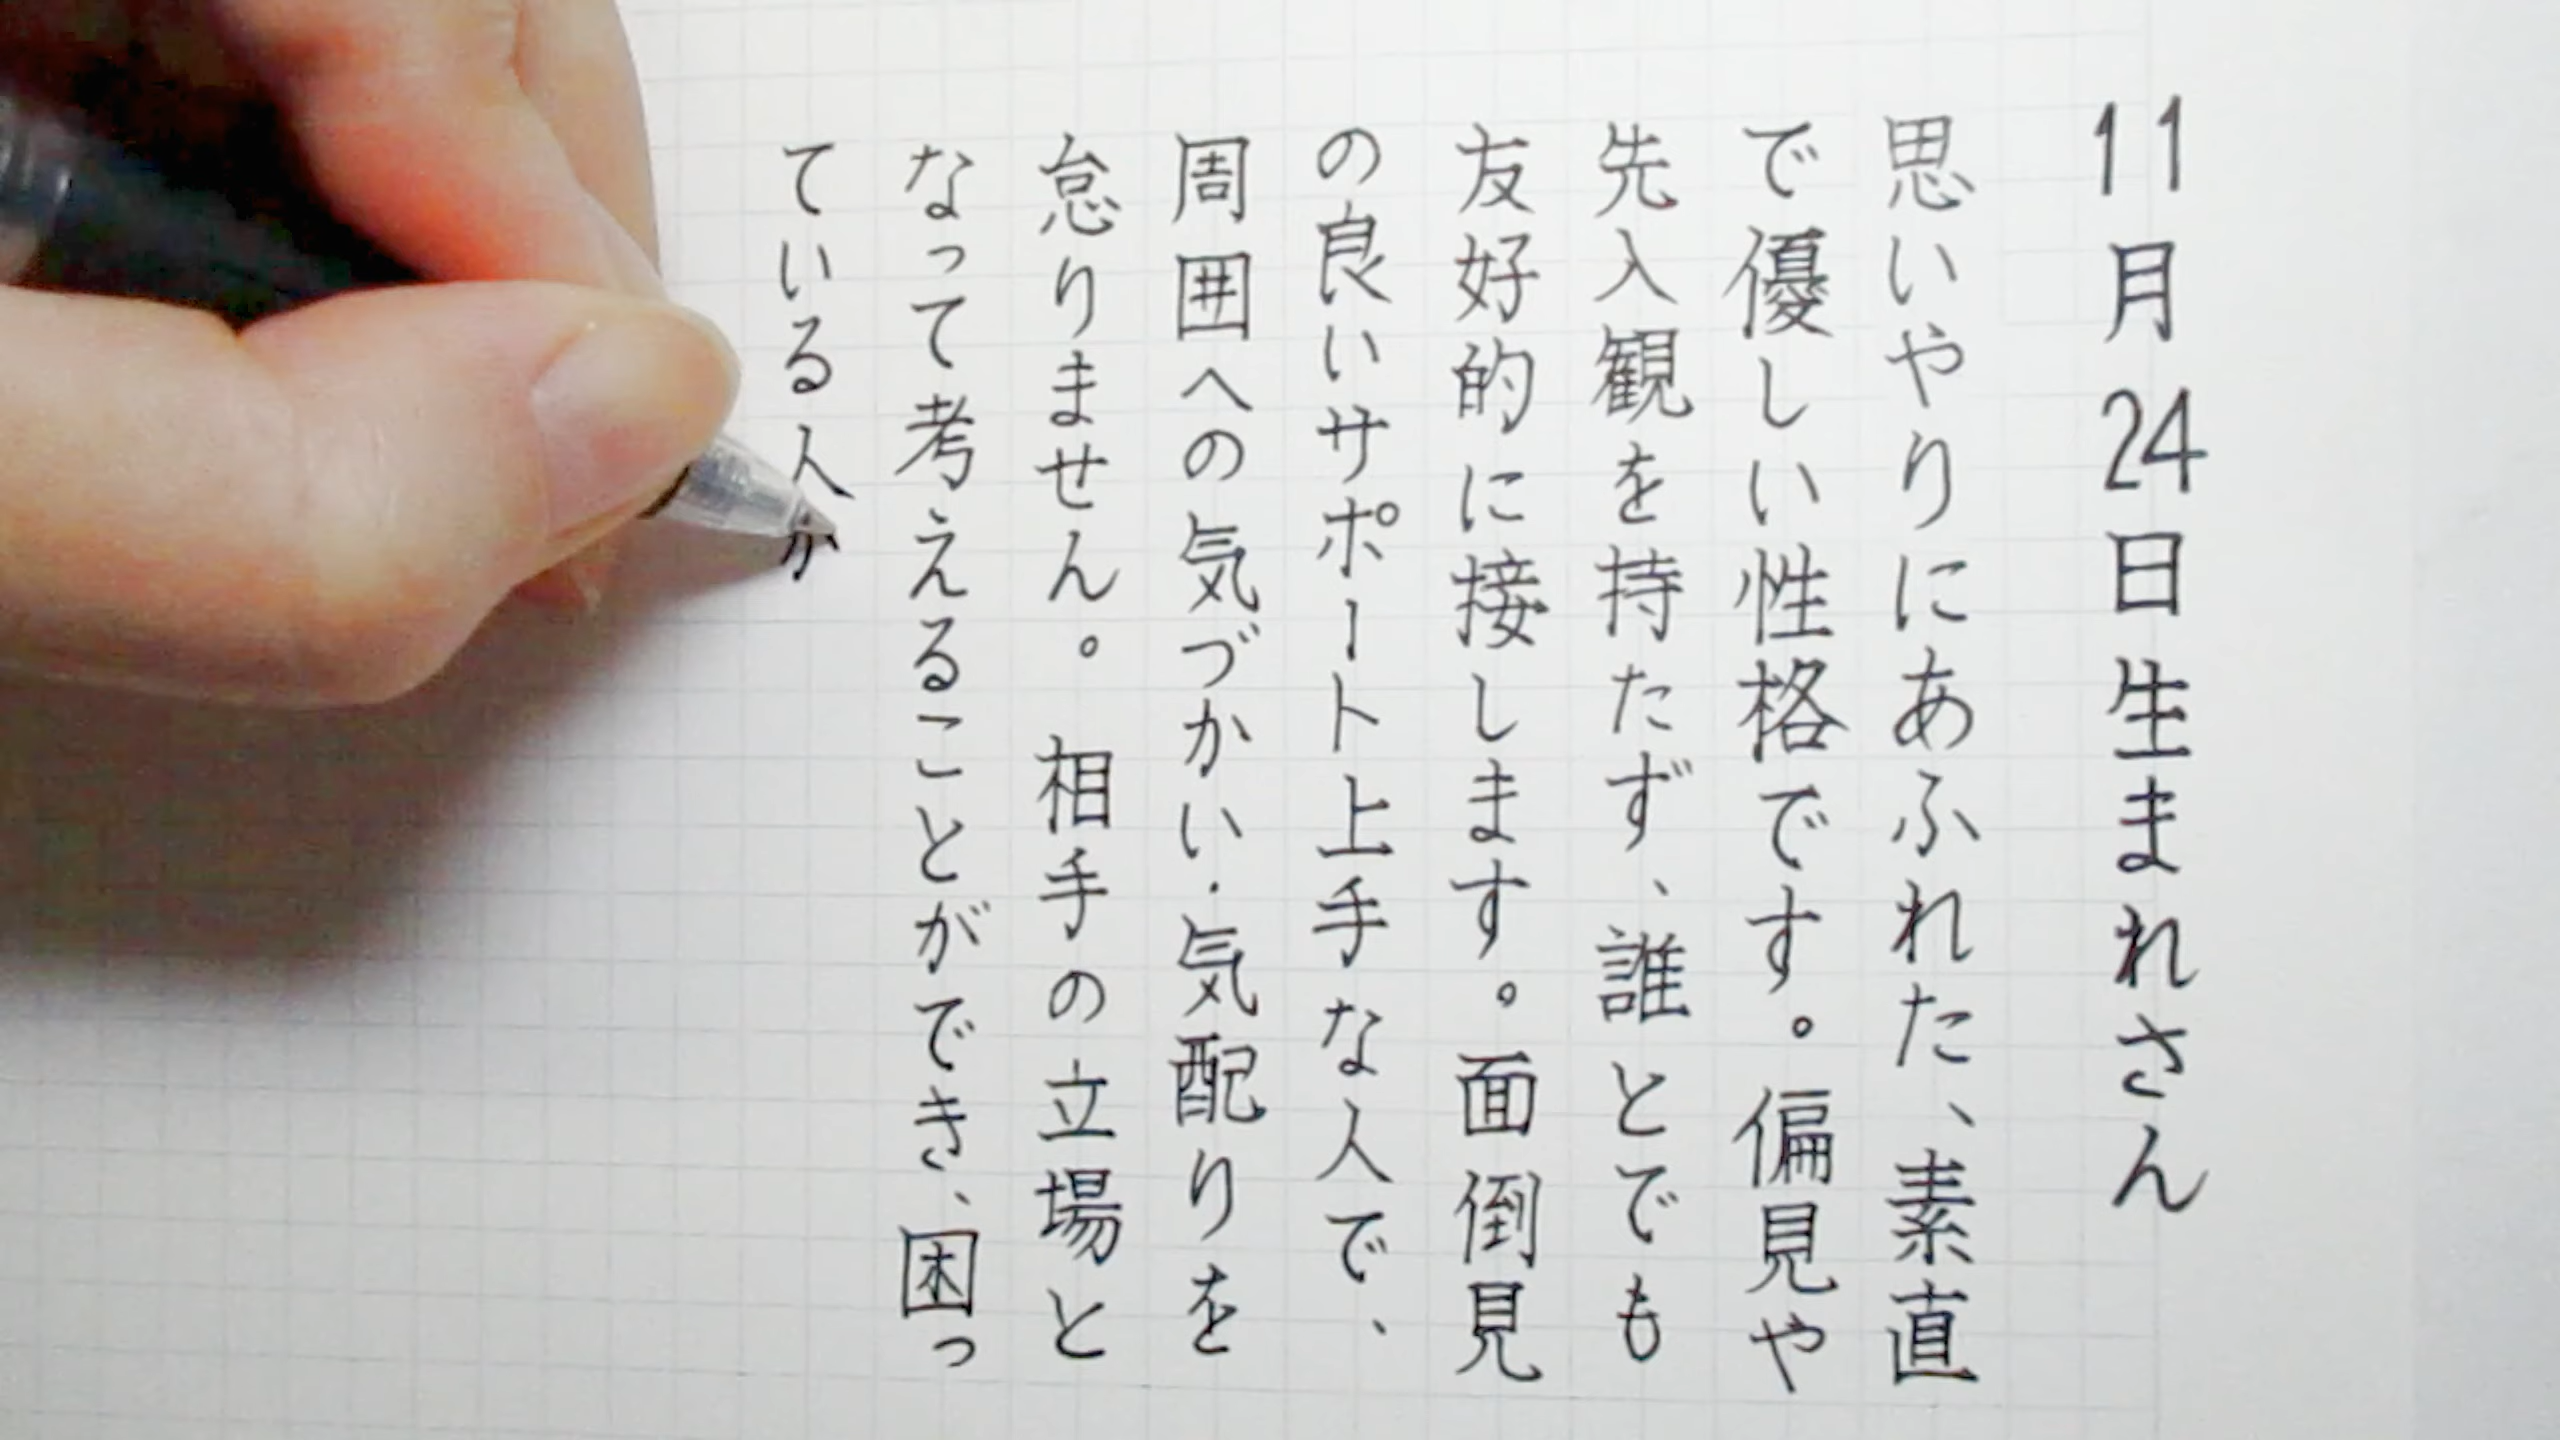 11月24日生まれさん
思いやりにあふれた、素直
で優しい性格です。偏見や
先入観を持たず、誰とでも
友好的に接します。面倒見
の良いサポート上手な人で、
周囲への気づかい・気配りを
怠りません。相手の立場と
なって考えることができ、困っ
ている人か